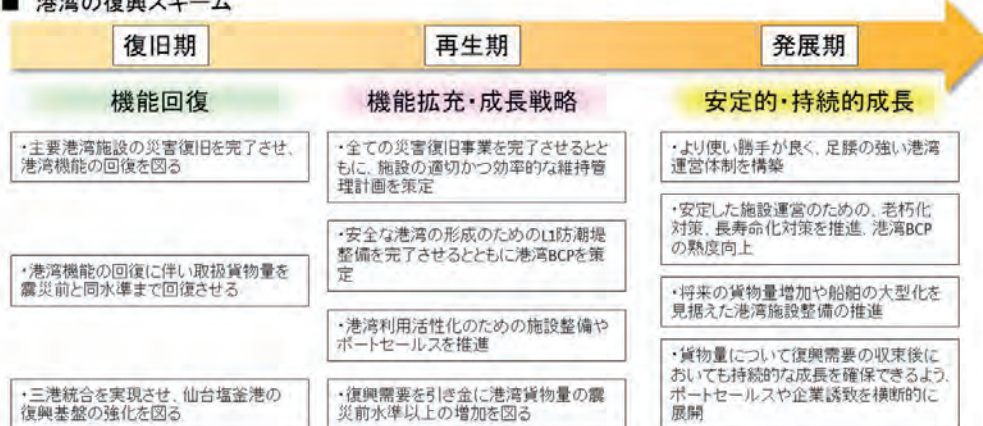 ■ 港湾の復興スキーム
復旧期
再生期
発展期
機能回復
機能拡充・成長戦略
安定的・持続的成長
・主要港湾施設の災害復旧を完了させ、
港湾機能の回復を図る
・港湾機能の回復に伴い取扱貨物量を
震災前と同水準まで回復させる
・三港統合を実現させ、仙台塩釜港の
復興基盤の強化を図る
・全ての災害復旧事業を完了させるとと
もに、施設の適切かつ効率的な維持管
理計画を策定
・安全な港湾の形成のためのL1防潮堤
整備を完了させるとともに港湾BCPを策
定
・港湾利用活性化のための施設整備や
ポートセールスを推進
・復興需要を引き金に港湾貨物量の震
災前水準以上の増加を図る
・より使い勝手が良く、足腰の強い港湾
運営体制を構築
・安定した施設運営のための、老朽化
対策、長寿命化対策を推進、港湾BCP
の熟度向上
・将来の貨物量増加や船舶の大型化を
見据えた港湾施設整備の推進
・貨物量について復興需要の収束後に
おいても持続的な成長を確保できるよう、
ポートセールスや企業誘致を横断的に
展開